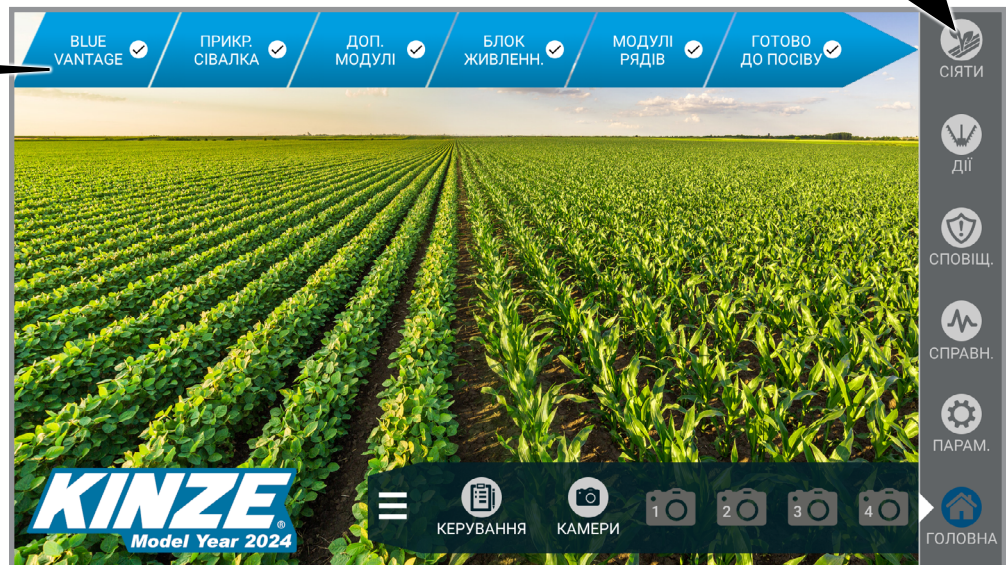 BLUE
VANTAGE
ПРИКР.
СІВАЛКА
ДОП.
МОДУЛІ
БЛОК
ЖИВЛЕНН.
МОДУЛІ
РЯДІВ
ГОТОВО
ДО ПОСІВУ
СІЯТИ
ДІЇ
СПОВІЩ.
СПРАВН.
ПАРАМ.
ГОЛОВНА
KINZE®
Model Year 2024
КЕРУВАННЯ
КАМЕРИ
1
2
3
4